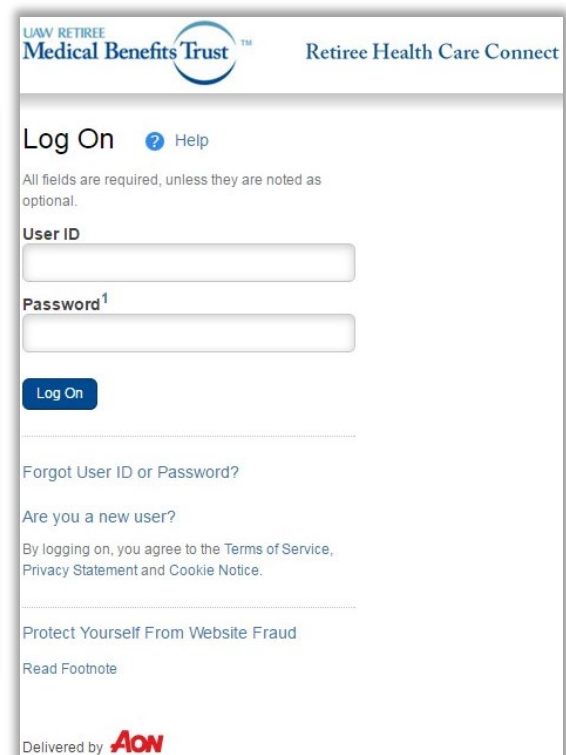 UAW RETIREE
Medical Benefits Trust™ Retiree Health Care Connect
Log On ? Help
All fields are required, unless they are noted as
optional.
User ID
Password1
Log On
Forgot User ID or Password?
Are you a new user?
By logging on, you agree to the Terms of Service,
Privacy Statement and Cookie Notice.
Protect Yourself From Website Fraud
Read Footnote
Delivered by AON